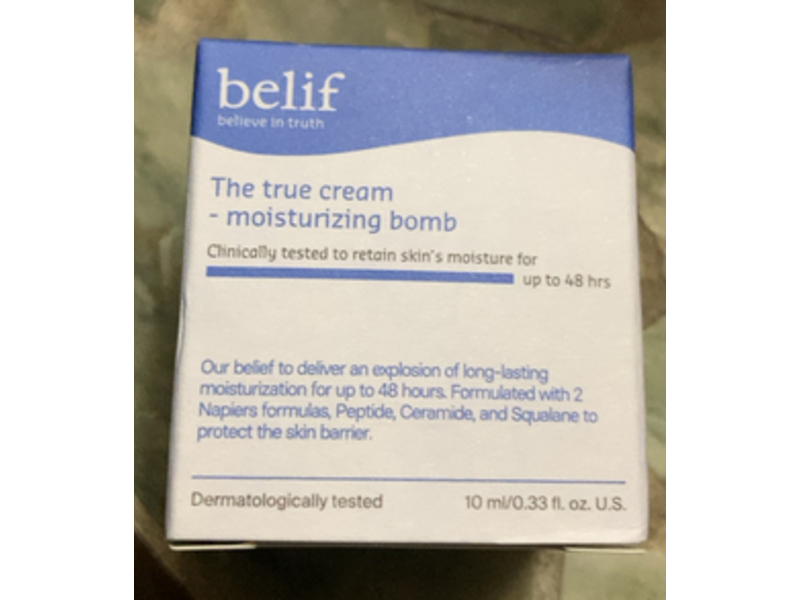 belif
believe in truth
The true cream
- moisturizing bomb
Clinically tested to retain skin's moisture for
up to 48 hrs
Our belief to deliver an explosion of long-lasting
moisturization for up to 48 hours. Formulated with 2
Napiers formulas, Peptide, Ceramide, and Squalane to
protect the skin barrier.
Dermatologically tested 10 ml/0.33 fl. oz. U.S.